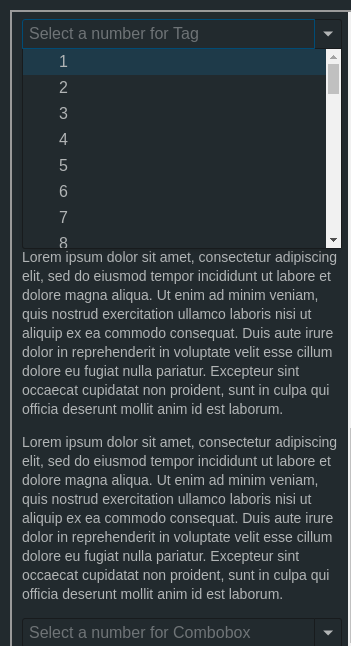 Select a number for Tag
1
2
3
4
5
6
7
8
Lorem ipsum dolor sit amet, consectetur adipiscing
elit, sed do eiusmod tempor incididunt ut labore et
dolore magna aliqua. Ut enim ad minim veniam,
quis nostrud exercitation ullamco laboris nisi ut
aliquip ex ea commodo consequat. Duis aute irure
dolor in reprehenderit in voluptate velit esse cillum
dolore eu fugiat nulla pariatur. Excepteur sint
occaecat cupidatat non proident, sunt in culpa qui
officia deserunt mollit anim id est laborum.
Lorem ipsum dolor sit amet, consectetur adipiscing
elit, sed do eiusmod tempor incididunt ut labore et
dolore magna aliqua. Ut enim ad minim veniam,
quis nostrud exercitation ullamco laboris nisi ut
aliquip ex ea commodo consequat. Duis aute irure
dolor in reprehenderit in voluptate velit esse cillum
dolore eu fugiat nulla pariatur. Excepteur sint
occaecat cupidatat non proident, sunt in culpa qui
officia deserunt mollit anim id est laborum.
Select a number for Combobox